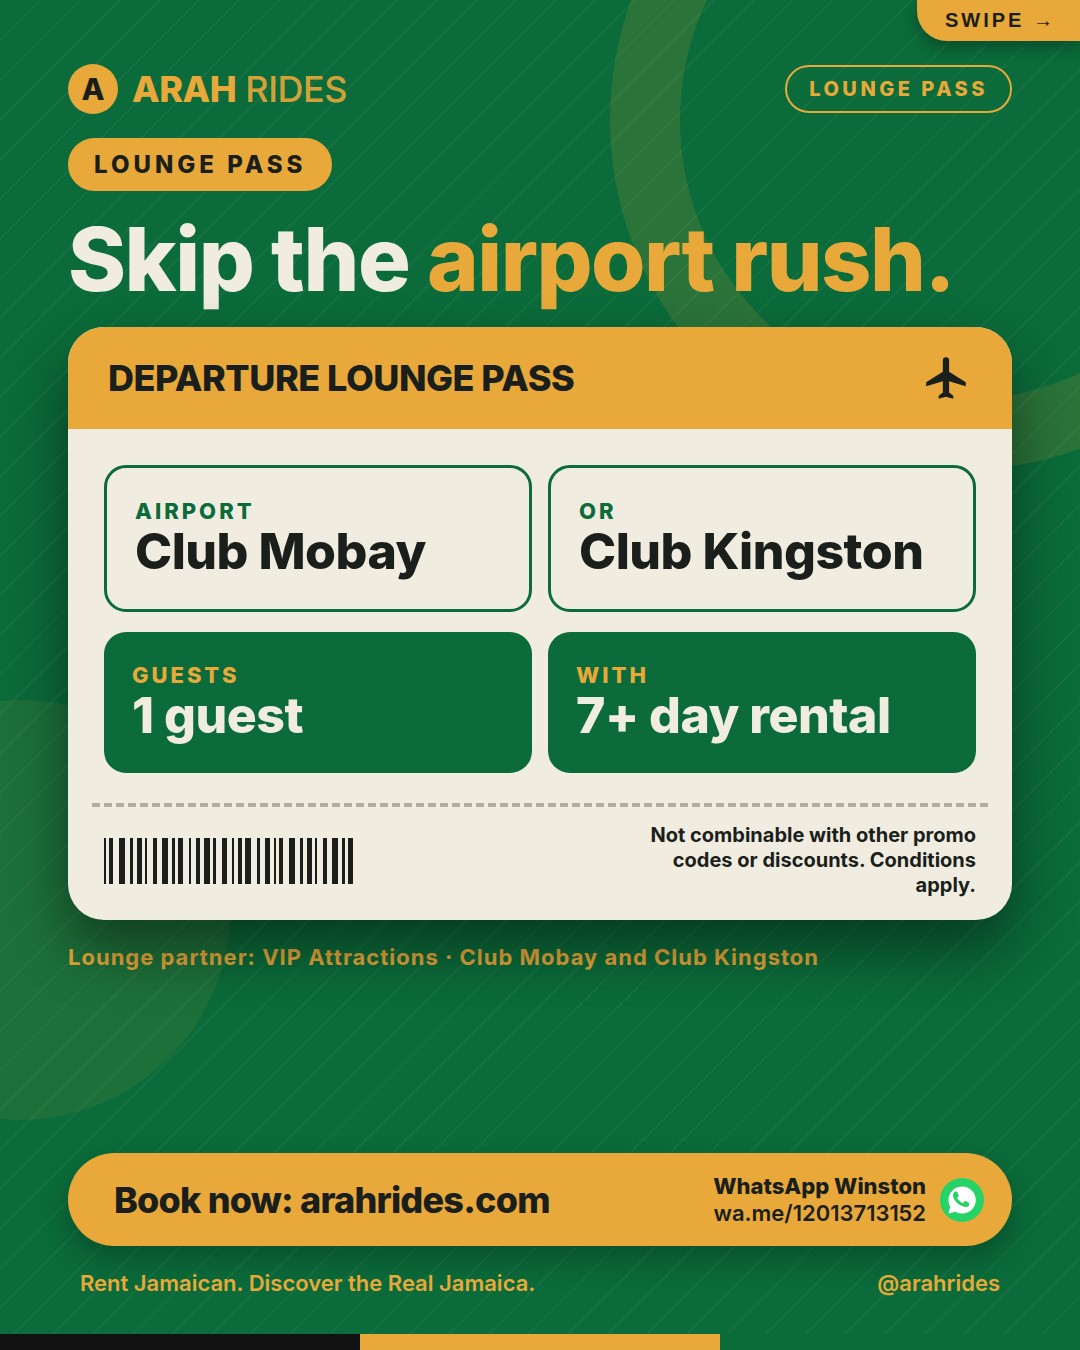 SWIPE →
A ARAH RIDES
LOUNGE PASS
LOUNGE PASS
Skip the airport rush.
DEPARTURE LOUNGE PASS
AIRPORT
Club Mobay
OR
Club Kingston
GUESTS
1 guest
WITH
7+ day rental
Not combinable with other promo
codes or discounts. Conditions
apply.
Lounge partner: VIP Attractions · Club Mobay and Club Kingston
Book now: arahrides.com
WhatsApp Winston
wa.me/12013713152
Rent Jamaican. Discover the Real Jamaica.
@arahrides